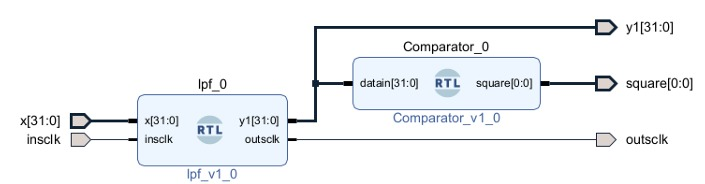 y1[31:0]
Comparator_0
datain[31:0] RTL square[0:0]
square[0:0]
Comparator_v1_0
lpf_0
x[31:0]
insclk
x[31:0] y1[31:0]
RTL
insclk outsclk
outsclk
lpf_v1_0